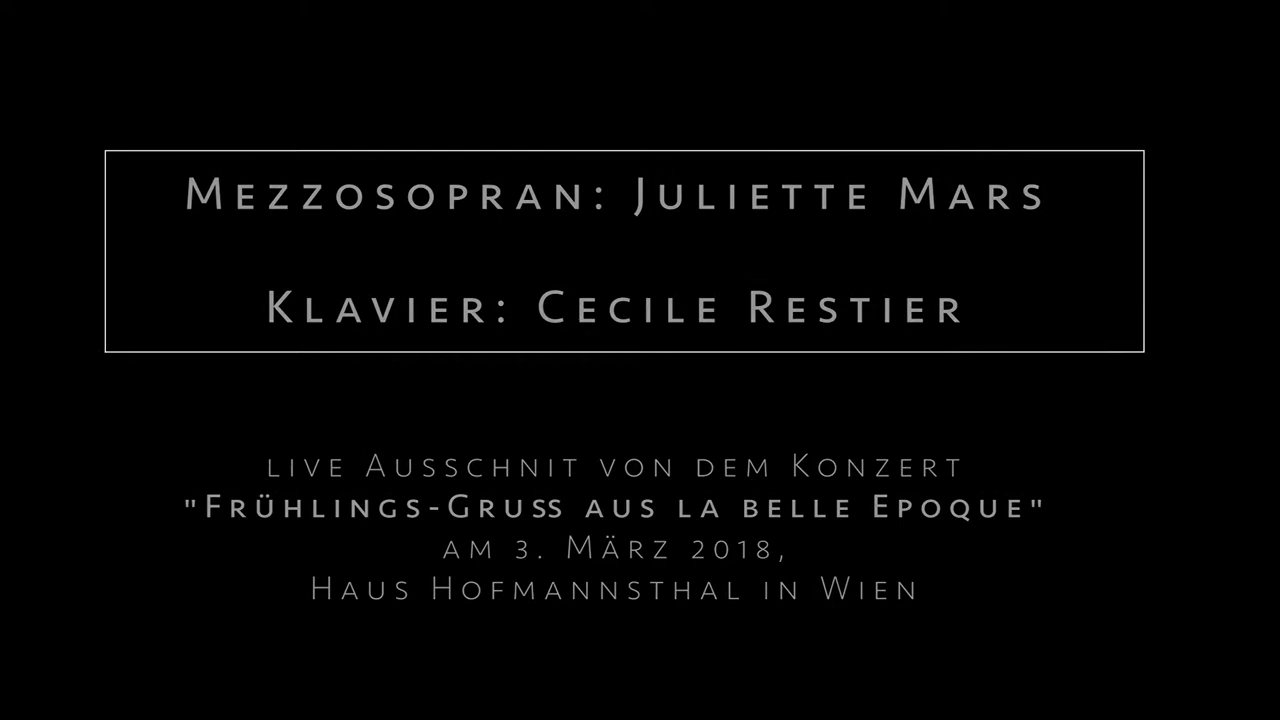 Mezzosopran: Juliette Mars
Klavier: Cecile Restier
live Ausschnit von dem Konzert
"Frühlings-Gruss aus la belle Epoque"
am 3. März 2018,
Haus Hofmannsthal in Wien